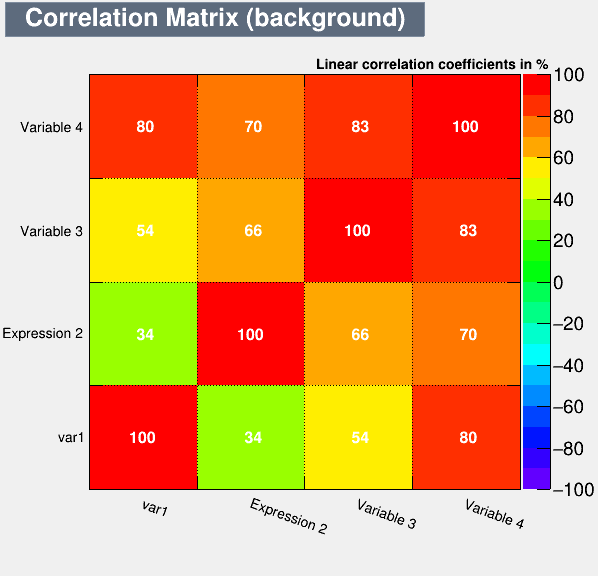 Correlation Matrix (background)
Linear correlation coefficients in %
Variable 4 80 70 83 100
Variable 3 54 66 100 83
Expression 2 34 100 66 70
var1 100 34 54 80
var1 Expression 2 Variable 3 Variable 4
100
80
60
40
20
0
−20
−40
−60
−80
−100